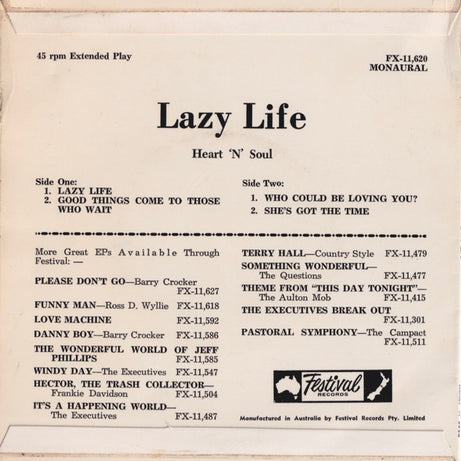 45 rpm Extended Play
FX-11,620
MONAURAL
Lazy Life
Heart 'N' Soul
Side One:
1. LAZY LIFE
2. GOOD THINGS COME TO THOSE
WHO WAIT
Side Two:
1. WHO COULD BE LOVING YOU?
2. SHE'S GOT THE TIME
More Great EPs Available Through
Festival: —
PLEASE DON'T GO—Barry Crocker
FX-11,627
FUNNY MAN—Ross D. Wyllie FX-11,618
LOVE MACHINE FX-11,592
DANNY BOY—Barry Crocker FX-11,586
THE WONDERFUL WORLD OF JEFF
PHILLIPS FX-11,585
WINDY DAY—The Executives FX-11,547
HECTOR, THE TRASH COLLECTOR—
Frankie Davidson FX-11,504
IT'S A HAPPENING WORLD—
The Executives FX-11,487
TERRY HALL—Country Style FX-11,479
SOMETHING WONDERFUL—
The Questions FX-11,477
THEME FROM "THIS DAY TONIGHT"—
The Aulton Mob FX-11,415
THE EXECUTIVES BREAK OUT
FX-11,301
PASTORAL SYMPHONY—The Campact
FX-11,511
Festival
RECORDS
Manufactured in Australia by Festival Records Pty. Limited